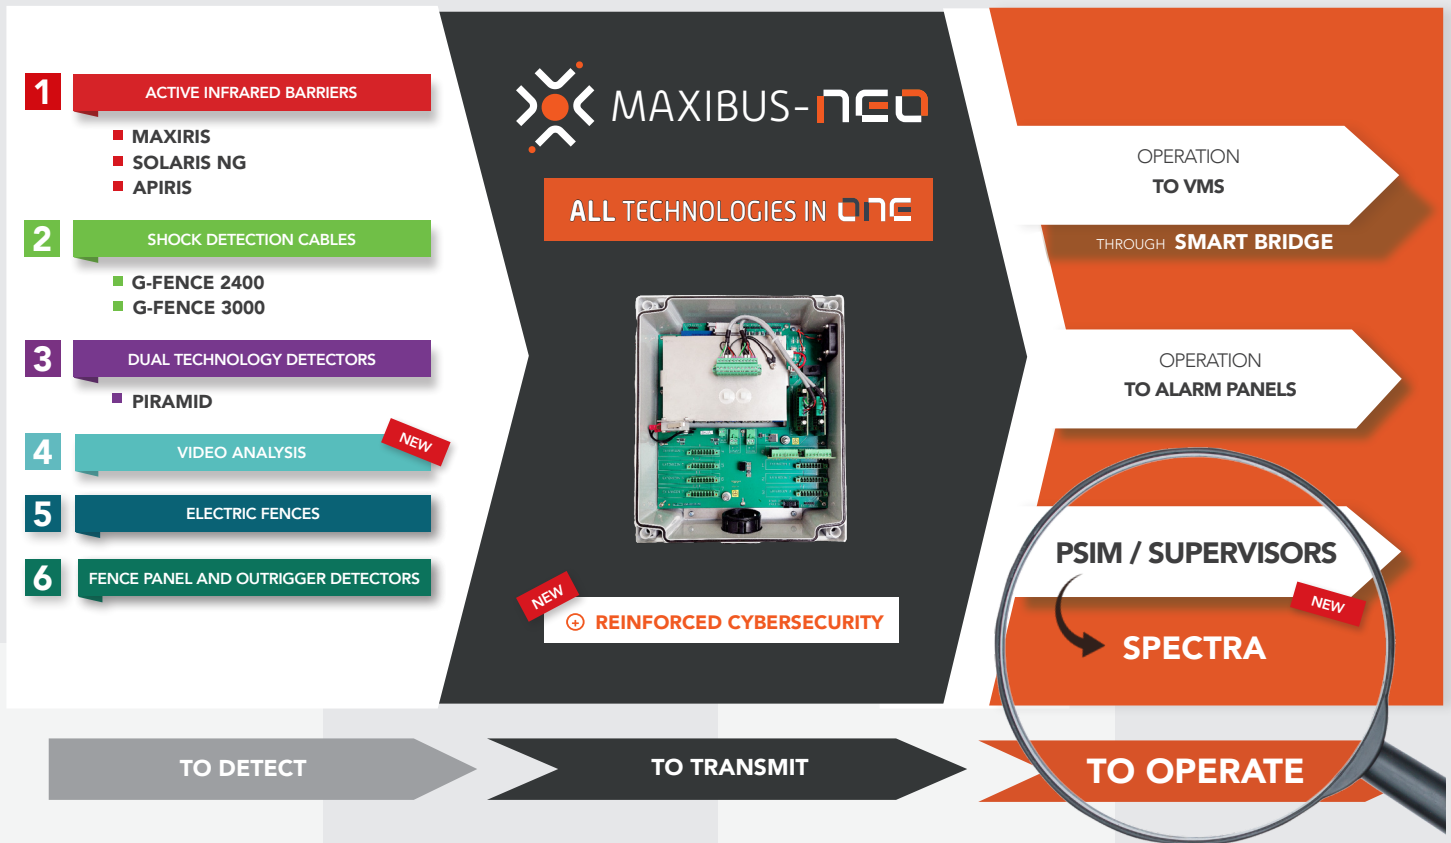 1
ACTIVE INFRARED BARRIERS
MAXIRIS
SOLARIS NG
APIRIS
2
SHOCK DETECTION CABLES
G-FENCE 2400
G-FENCE 3000
3
DUAL TECHNOLOGY DETECTORS
PIRAMID
4
VIDEO ANALYSIS
NEW
5
ELECTRIC FENCES
6
FENCE PANEL AND OUTRIGGER DETECTORS
MAXIBUS-NEO
ALL TECHNOLOGIES IN ONE
NEW
REINFORCED CYBERSECURITY
OPERATION
TO VMS
THROUGH SMART BRIDGE
OPERATION
TO ALARM PANELS
PSIM / SUPERVISORS
NEW
SPECTRA
TO DETECT
TO TRANSMIT
TO OPERATE